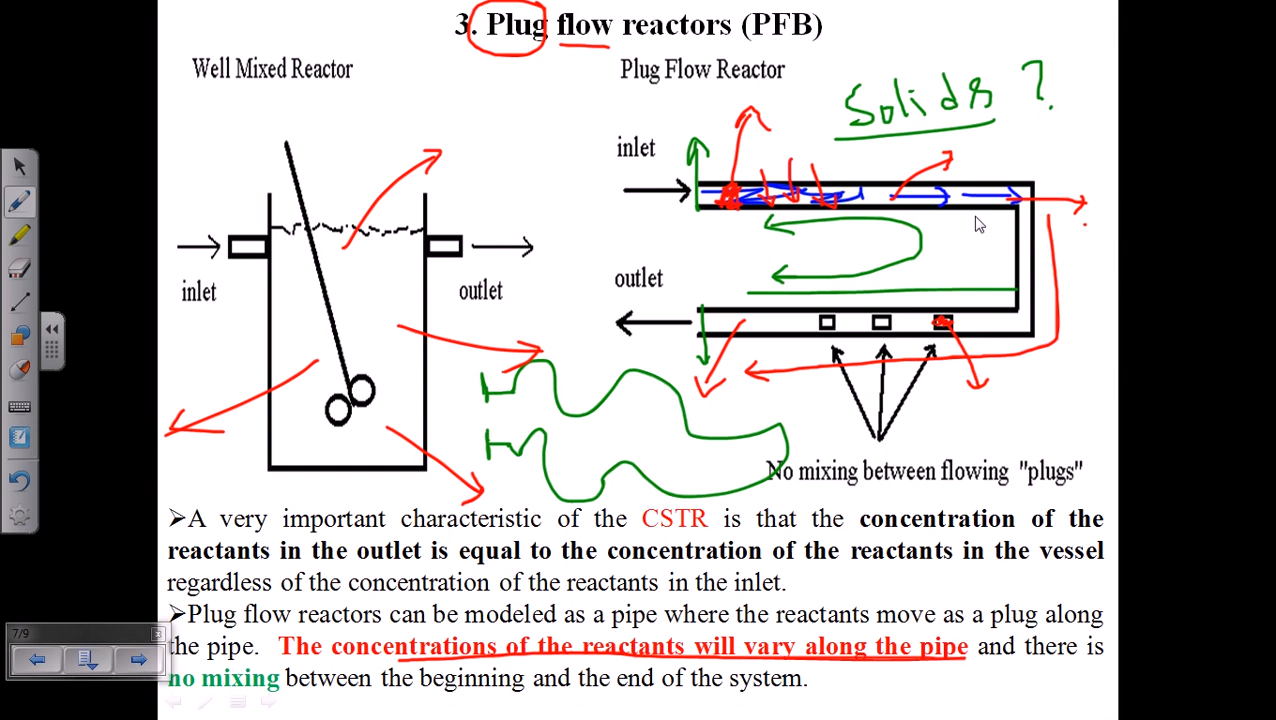 3. Plug flow reactors (PFB)
Well Mixed Reactor
Plug Flow Reactor
Solids ?
inlet
inlet
outlet
outlet
No mixing between flowing "plugs"
➢A very important characteristic of the CSTR is that the concentration of the
reactants in the outlet is equal to the concentration of the reactants in the vessel
regardless of the concentration of the reactants in the inlet.
➢Plug flow reactors can be modeled as a pipe where the reactants move as a plug along
the pipe. The concentrations of the reactants will vary along the pipe and there is
no mixing between the beginning and the end of the system.
7/9